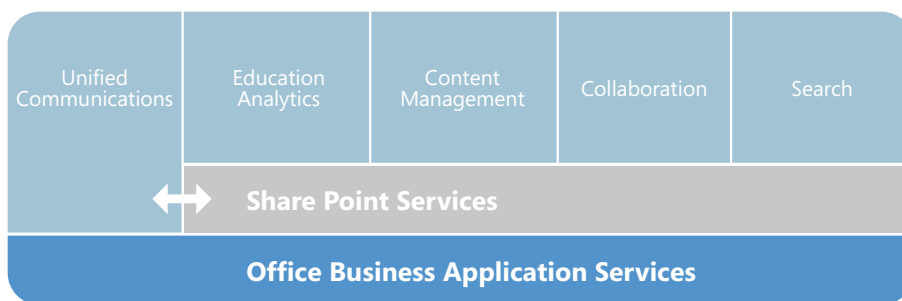 Unified
Communications
Education
Analytics
Content
Management
Collaboration
Search
Share Point Services
Office Business Application Services